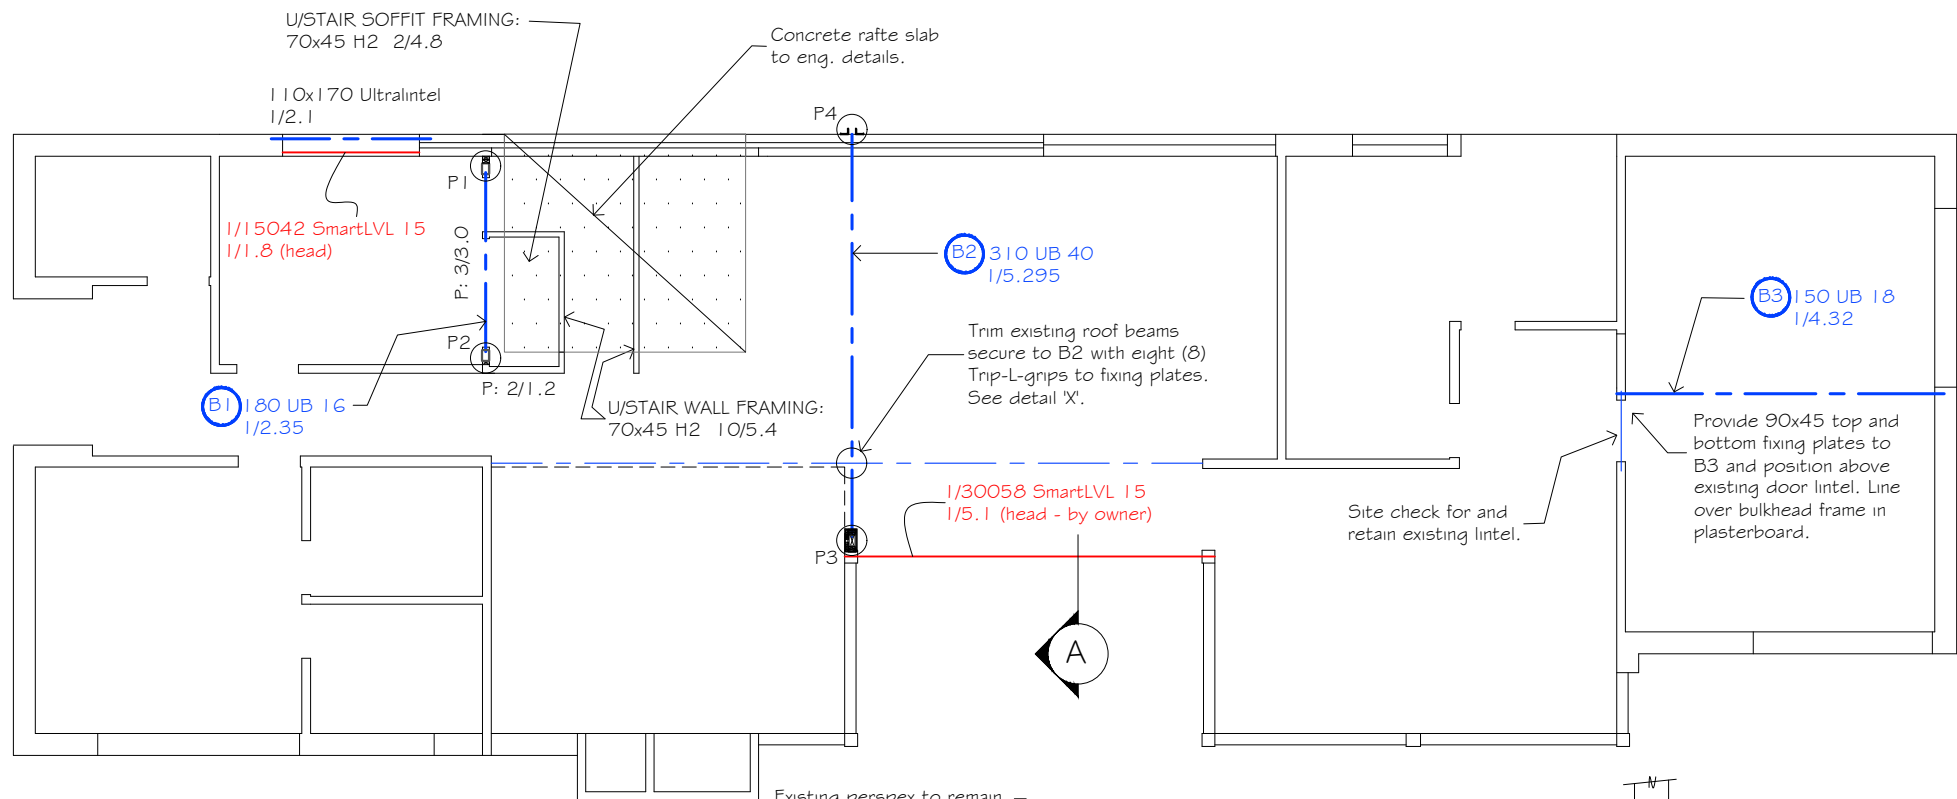 U/STAIR SOFFIT FRAMING:
70x45 H2 2/4.8
Concrete rafte slab
to eng. details.
110x170 Ultralintel
1/2.1
P4
P1
1/15042 SmartLVL 15
1/1.8 (head)
P: 3/3.0
B2 310 UB 40
1/5.295
B3 150 UB 18
1/4.32
Trim existing roof beams
secure to B2 with eight (8)
Trip-L-grips to fixing plates.
See detail 'X'.
P2
P: 2/1.2
B1 180 UB 16
1/2.35
U/STAIR WALL FRAMING:
70x45 H2 10/5.4
Provide 90x45 top and
bottom fixing plates to
B3 and position above
existing door lintel. Line
over bulkhead frame in
plasterboard.
1/30058 SmartLVL 15
1/5.1 (head - by owner)
Site check for and
retain existing lintel.
P3
A
N
Existing perspex to remain